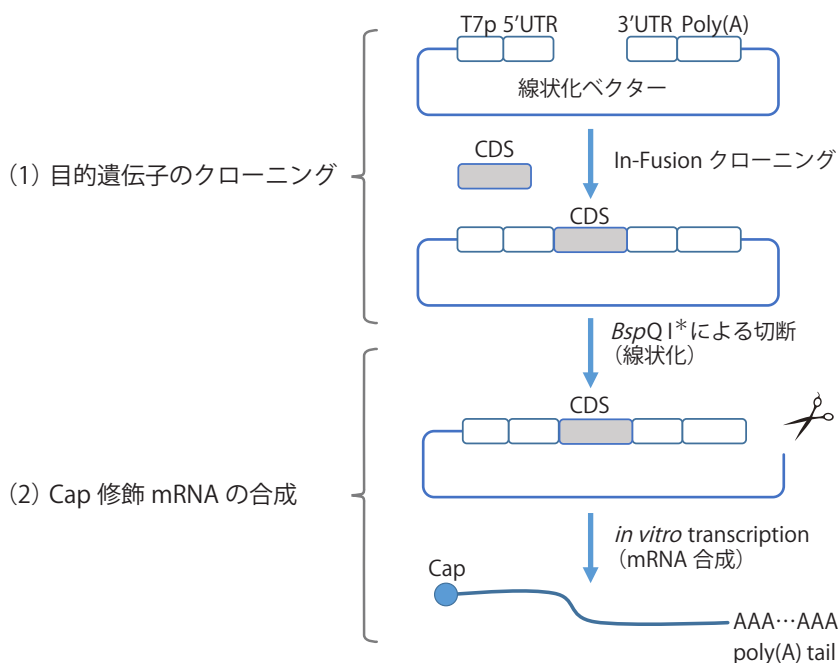 T7p 5’UTR 3’UTR Poly(A)
線状化ベクター
(1) 目的遺伝子のクローニング
CDS
In-Fusion クローニング
CDS
BspQ I*による切断
(線状化)
CDS
(2) Cap 修飾 mRNA の合成
in vitro transcription
(mRNA 合成)
Cap
AAA…AAA
poly(A) tail